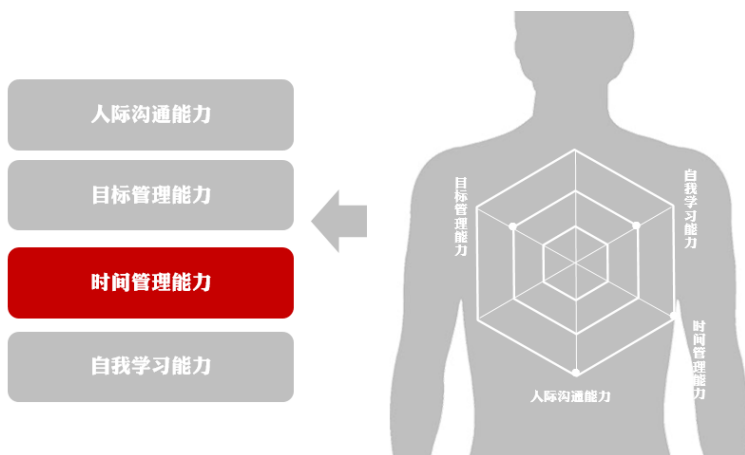 人际沟通能力
目标管理能力
时间管理能力
自我学习能力
目标管理能力
自我学习能力
时间管理能力
人际沟通能力